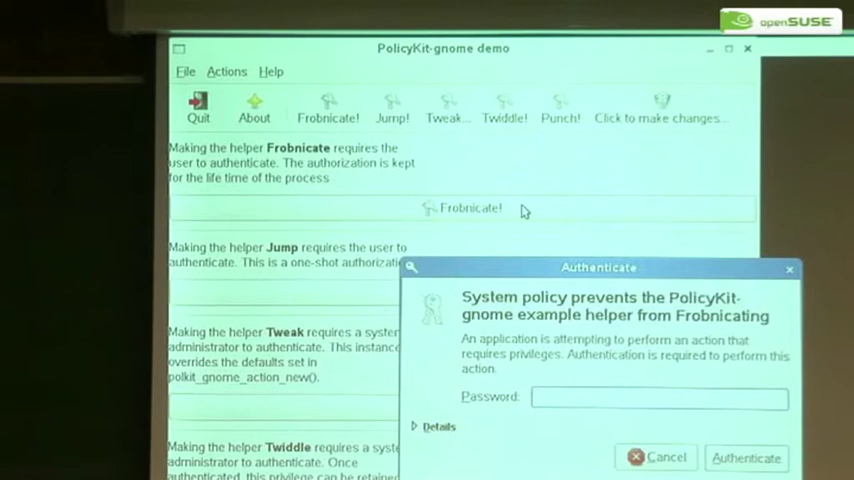 openSUSE
PolicyKit-gnome demo
File Actions Help
Quit About Frobnicate! Jump! Tweak... Twiddle! Punch! Click to make changes...
Making the helper Frobnicate requires the
user to authenticate. The authorization is kept
for the life time of the process
Frobnicate!
Making the helper Jump requires the user to
authenticate. This is a one-shot
Making the helper Tweak requires a
administrator to authenticate. This
overrides the defaults set in
polkit_gnome_action_new().
Making the helper Twiddle requires a
administrator to authenticate. Once
authenticated, this privilege can be
Authenticate
System policy prevents the PolicyKit-
gnome example helper from Frobnicating
An application is attempting to perform an action that
requires privileges. Authentication is required to perform this
action.
Password:
Details
Cancel Authenticate